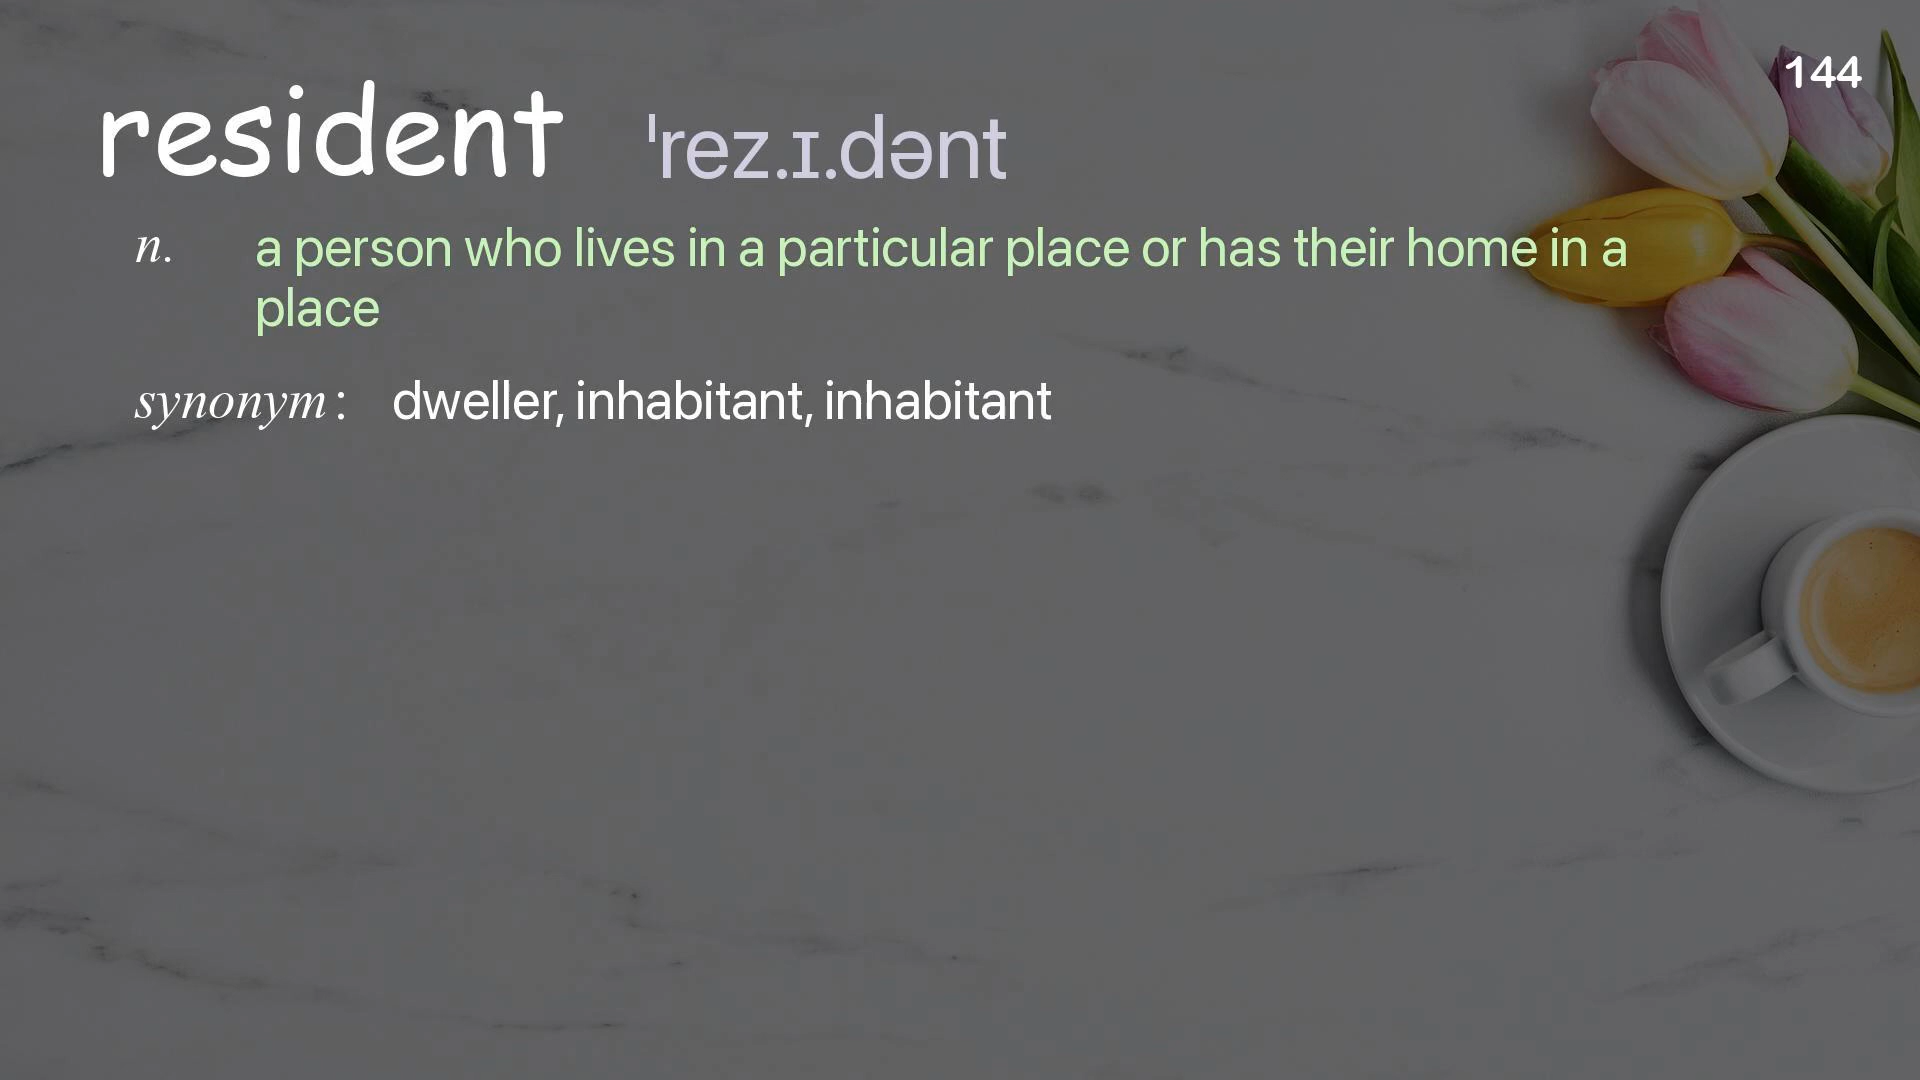 144
resident ˈrez.ɪ.dənt
n. a person who lives in a particular place or has their home in a
place
synonym : dweller, inhabitant, inhabitant